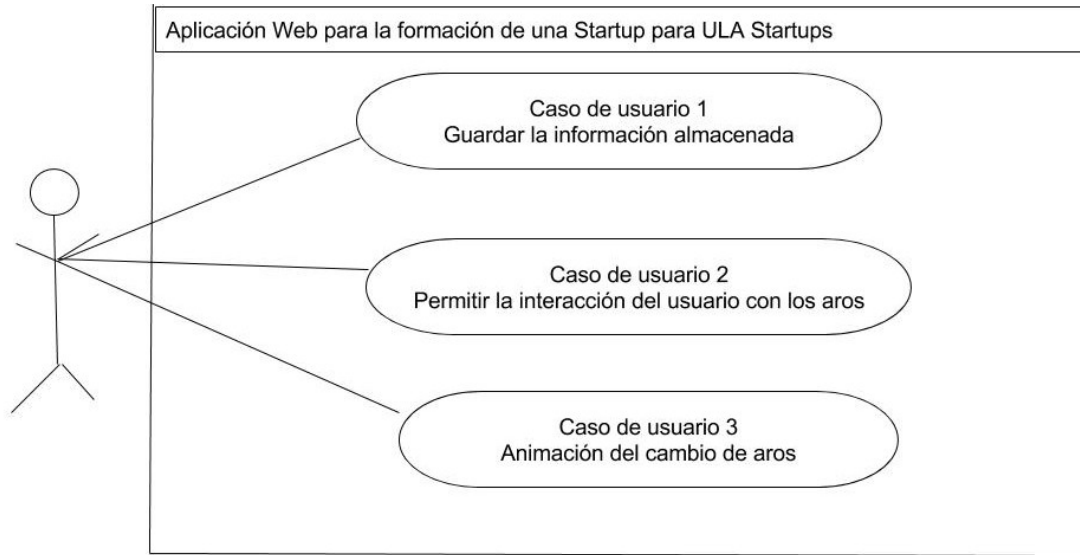 Aplicación Web para la formación de una Startup para ULA Startups
Caso de usuario 1
Guardar la información almacenada
Caso de usuario 2
Permitir la interacción del usuario con los aros
Caso de usuario 3
Animación del cambio de aros